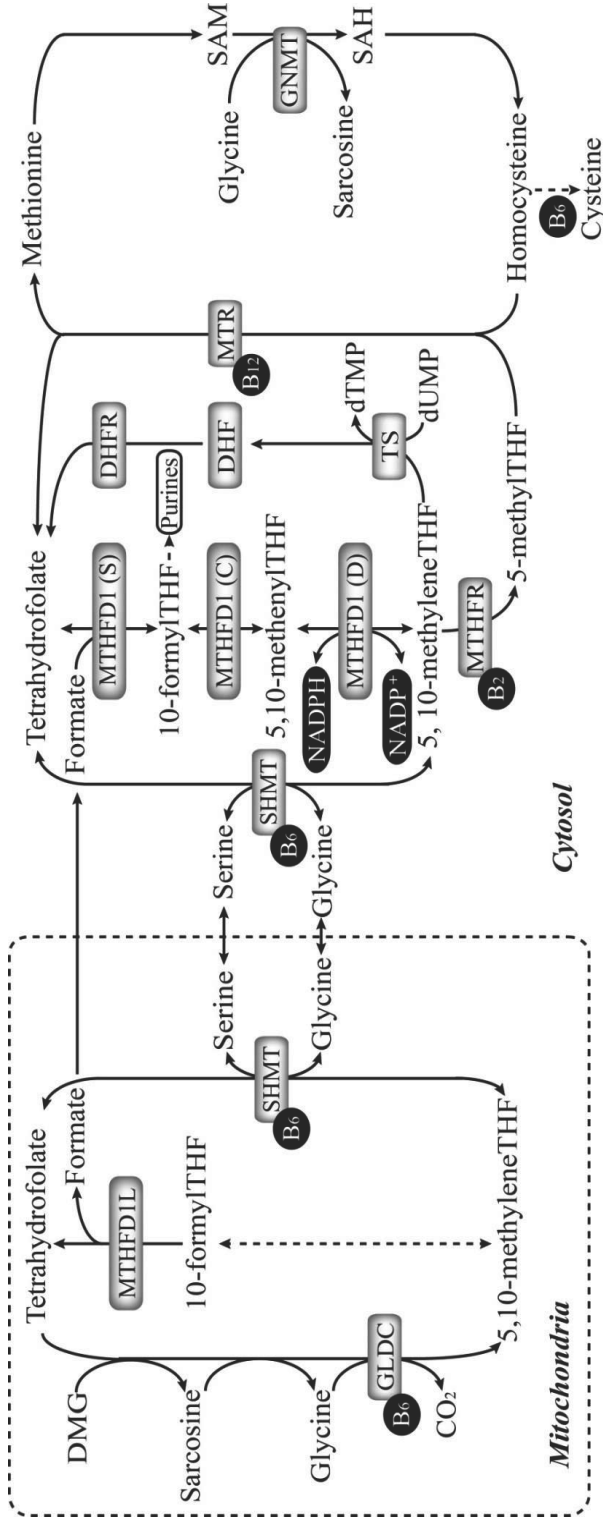 Tetrahydrofolate
Formate
MTHFD1L
10-formylTHF
DMG
Sarcosine
Glycine
GLDC
B6
CO2
5,10-methyleneTHF
SHMT
B6
Serine
Glycine
Mitochondria
Tetrahydrofolate
Formate
MTHFD1 (S)
10-formylTHF
Purines
MTHFD1 (C)
5,10-methenylTHF
NADPH
MTHFD1 (D)
NADP+
5, 10-methyleneTHF
Serine
SHMT
B6
Glycine
MTHFR
B2
5-methylTHF
DHFR
DHF
TS
dTMP
dUMP
MTR
B12
Cytosol
Methionine
SAM
Glycine
GNMT
Sarcosine
SAH
Homocysteine
B6
Cysteine